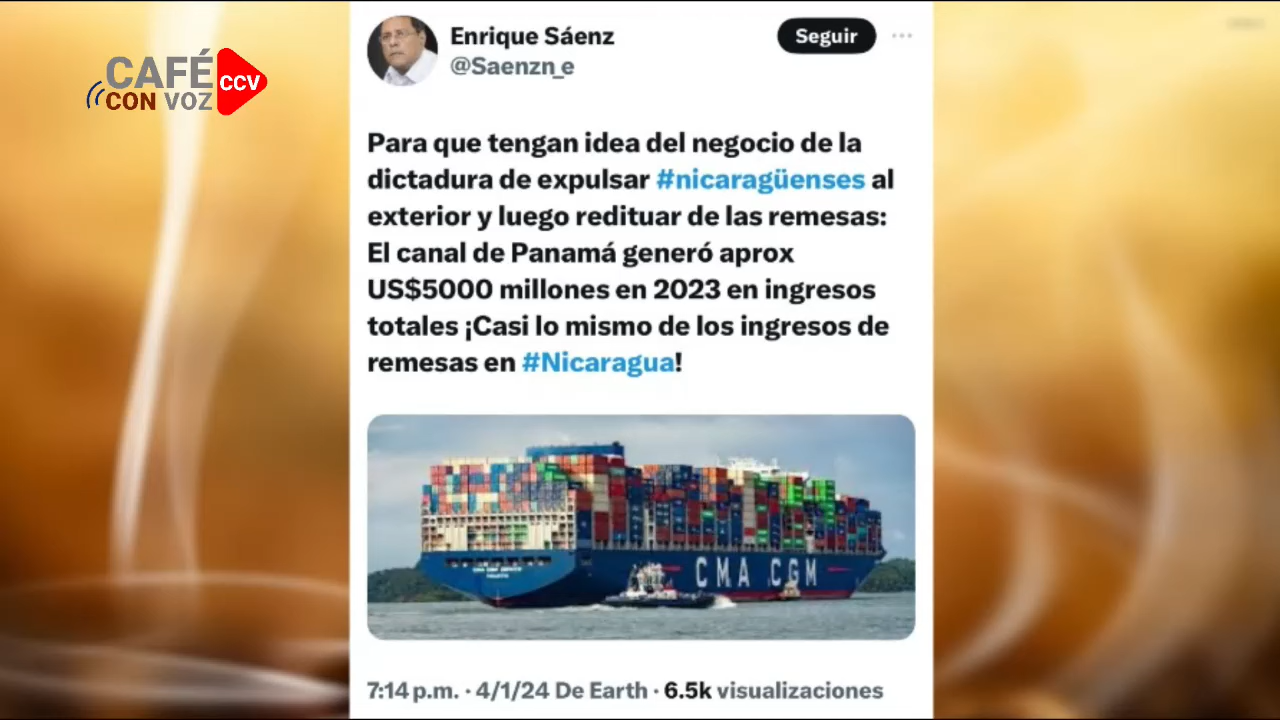 CAFÉ
CON VOZ
CCV
Enrique Sáenz
@Saenzn_e
Seguir
Para que tengan idea del negocio de la
dictadura de expulsar #nicaragüenses al
exterior y luego redituar de las remesas:
El canal de Panamá generó aprox
US$5000 millones en 2023 en ingresos
totales ¡Casi lo mismo de los ingresos de
remesas en #Nicaragua!
CMA CGM
7:14 p.m. · 4/1/24 De Earth · 6.5k visualizaciones